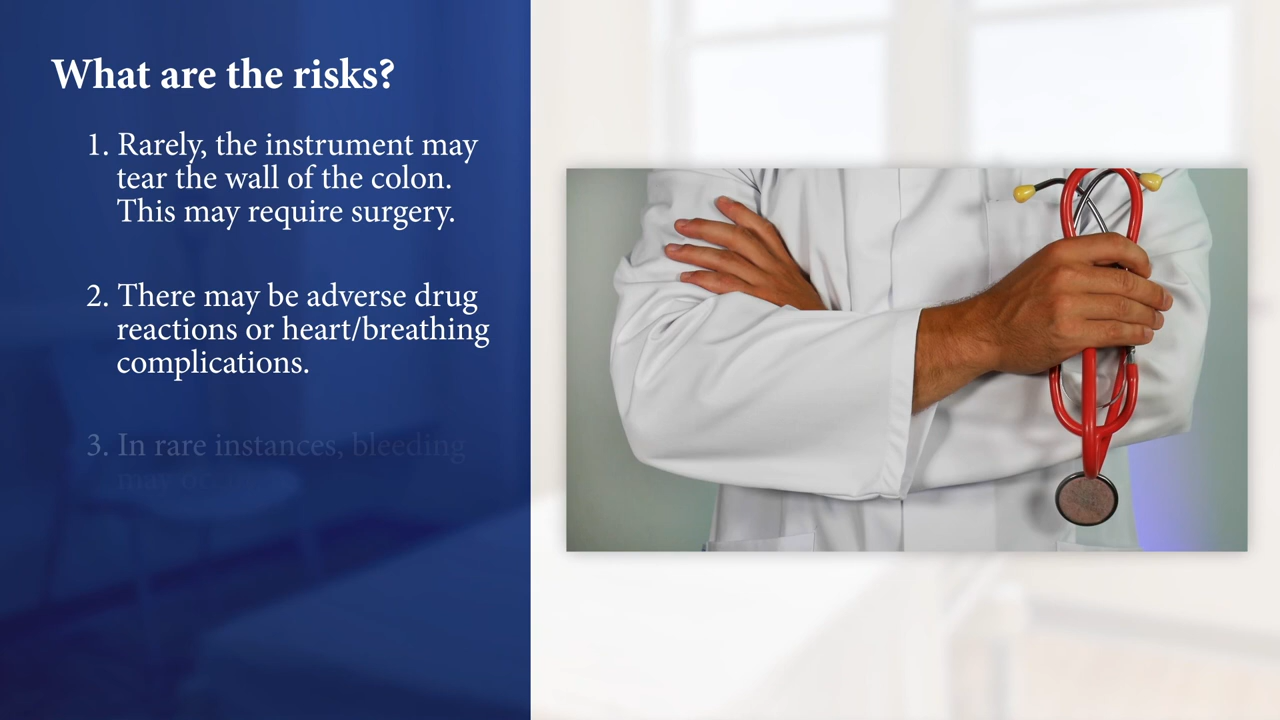 What are the risks?
1. Rarely, the instrument may
tear the wall of the colon.
This may require surgery.
2. There may be adverse drug
reactions or heart/breathing
complications.
3. In rare instances, bleeding
may